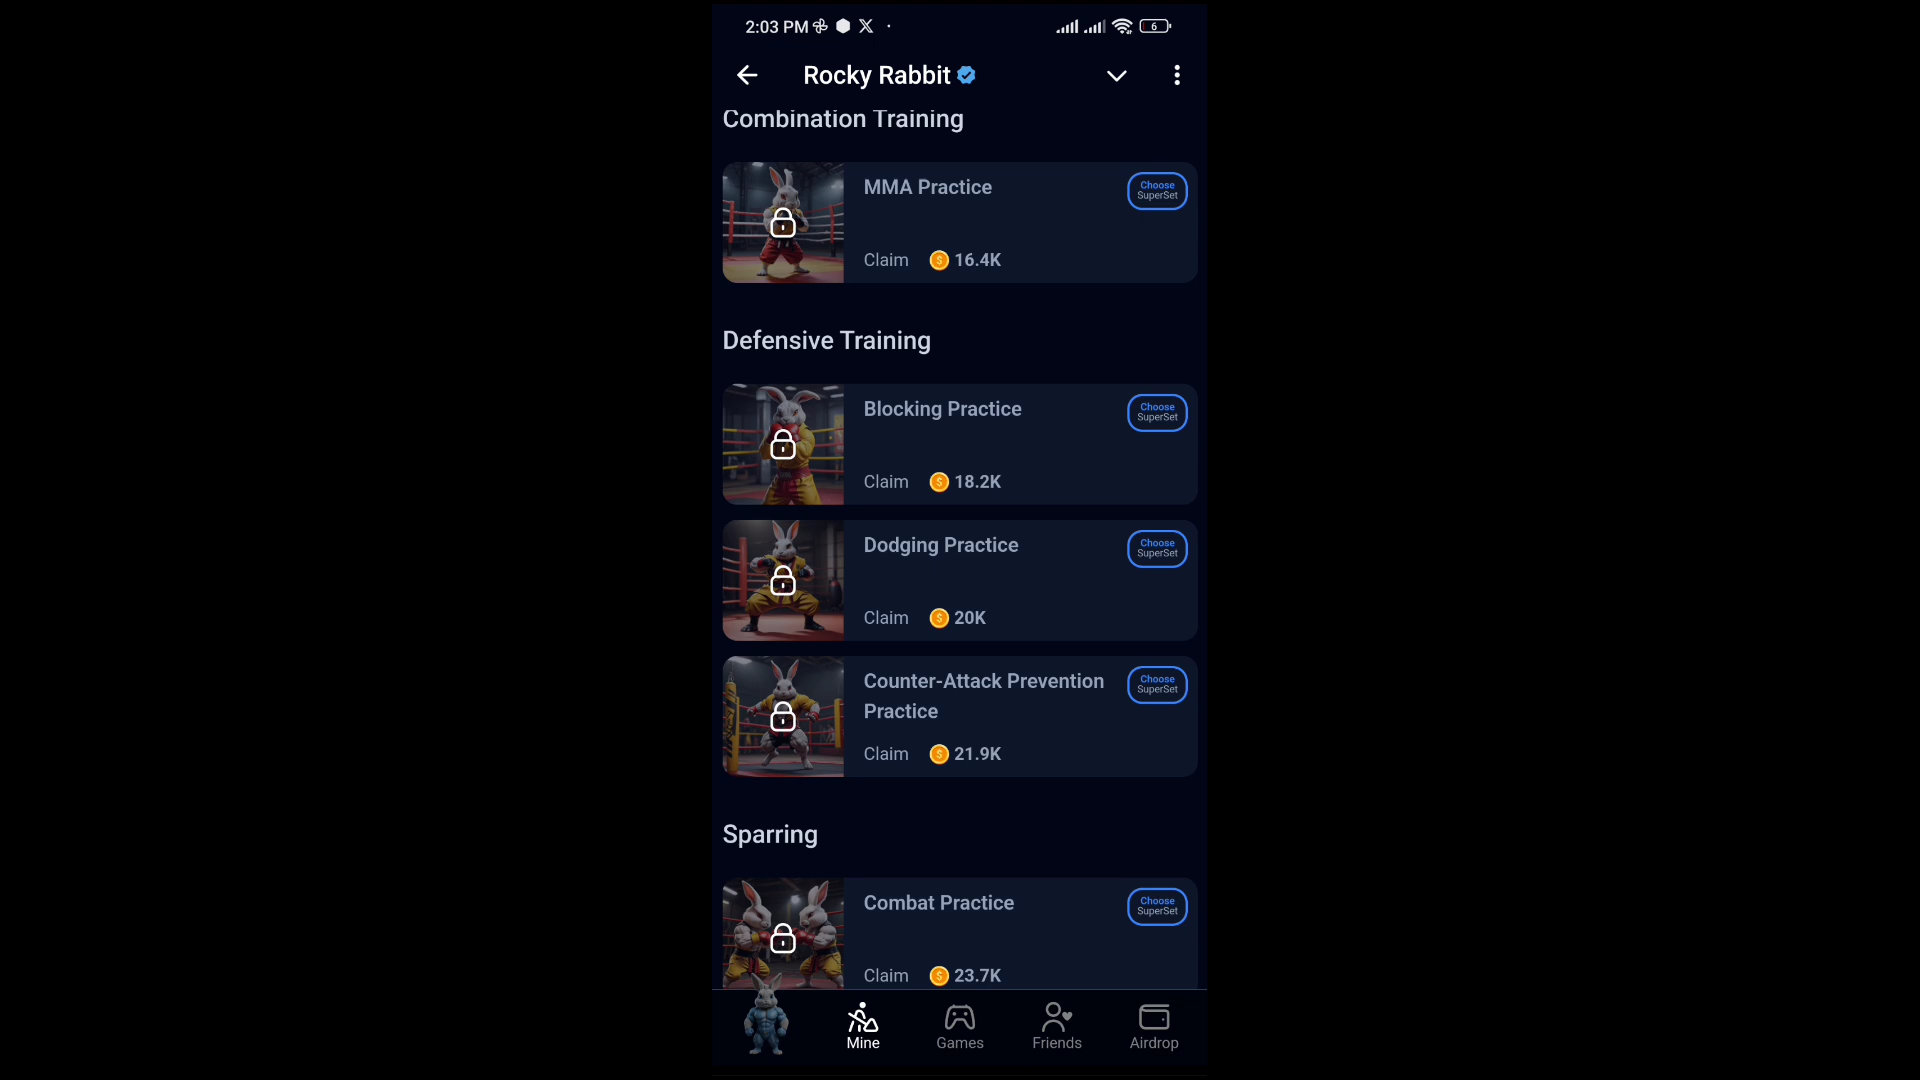 2:03 PM
6
Rocky Rabbit
Combination Training
MMA Practice
Choose
SuperSet
Claim 16.4K
Defensive Training
Blocking Practice
Choose
SuperSet
Claim 18.2K
Dodging Practice
Choose
SuperSet
Claim 20K
Counter-Attack Prevention
Practice
Choose
SuperSet
Claim 21.9K
Sparring
Combat Practice
Choose
SuperSet
Claim 23.7K
Mine
Games
Friends
Airdrop